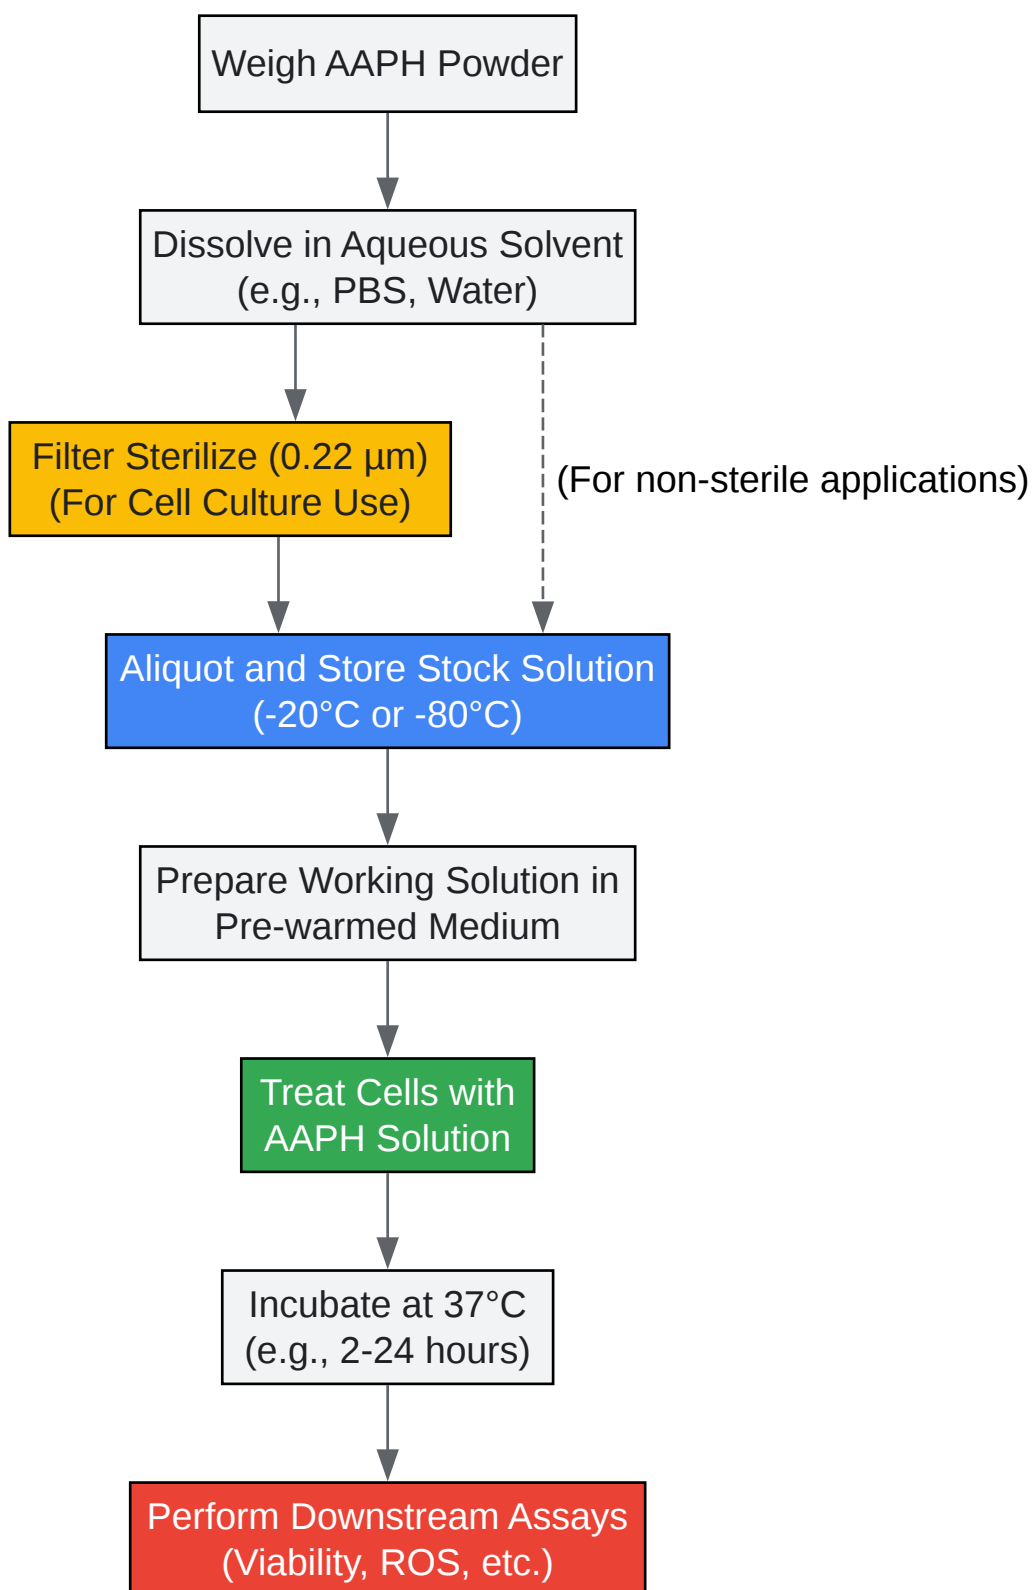 Weigh AAPH Powder
Dissolve in Aqueous Solvent
(e.g., PBS, Water)
Filter Sterilize (0.22 µm)
(For Cell Culture Use)
(For non-sterile applications)
Aliquot and Store Stock Solution
(-20°C or -80°C)
Prepare Working Solution in
Pre-warmed Medium
Treat Cells with
AAPH Solution
Incubate at 37°C
(e.g., 2-24 hours)
Perform Downstream Assays
(Viability, ROS, etc.)